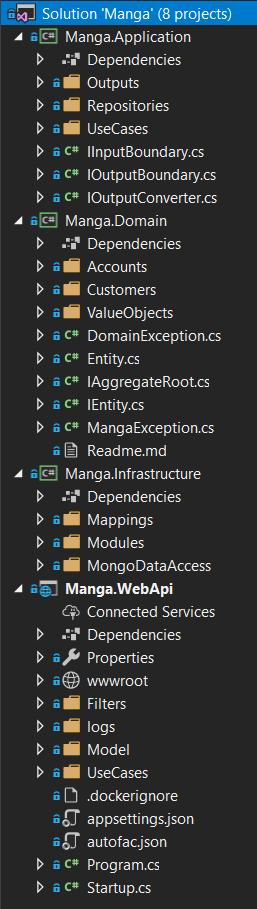 Solution 'Manga' (8 projects)
Manga.Application
Dependencies
Outputs
Repositories
UseCases
IInputBoundary.cs
IOutputBoundary.cs
IOutputConverter.cs
Manga.Domain
Dependencies
Accounts
Customers
ValueObjects
DomainException.cs
Entity.cs
IAggregateRoot.cs
IEntity.cs
MangaException.cs
Readme.md
Manga.Infrastructure
Dependencies
Mappings
Modules
MongoDataAccess
Manga.WebApi
Connected Services
Dependencies
Properties
wwwroot
Filters
logs
Model
UseCases
.dockerignore
appsettings.json
autofac.json
Program.cs
Startup.cs